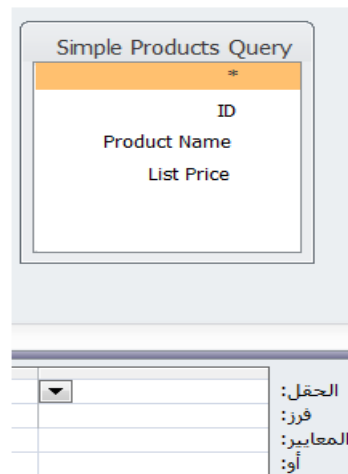 Simple Products Query
*
ID
Product Name
List Price
الحقل:
فرز:
المعايير:
أو: